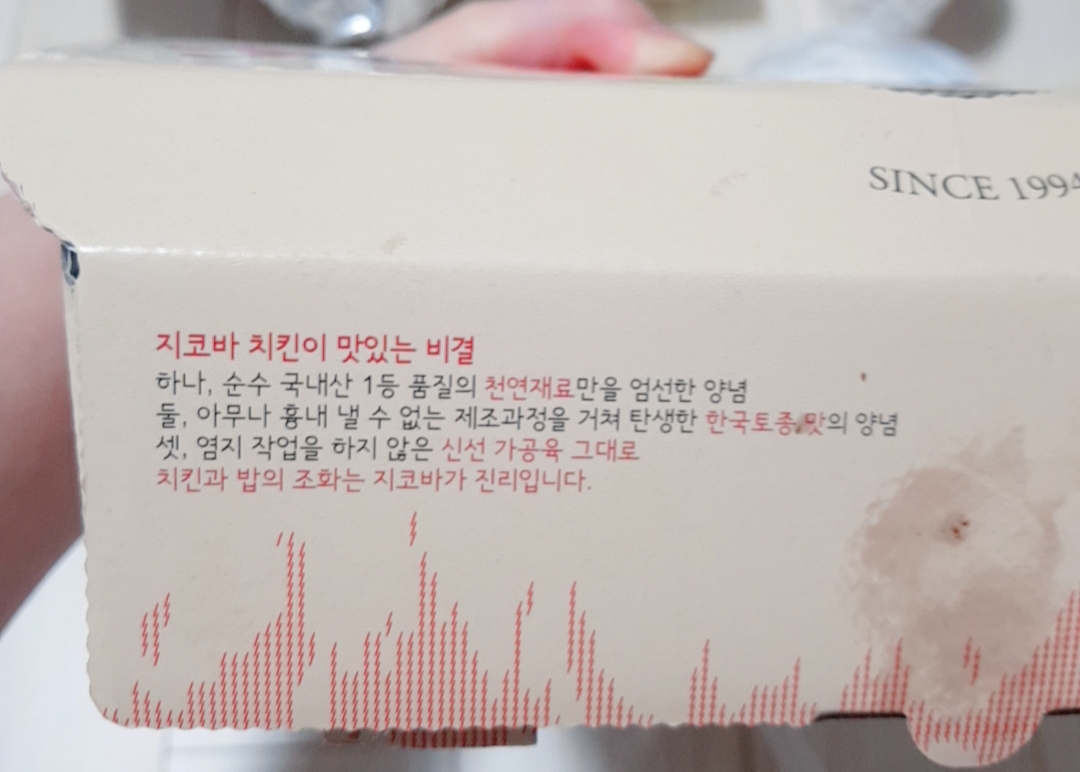 SINCE 1994
지코바 치킨이 맛있는 비결
하나, 순수 국내산 1등 품질의 천연재료만을 엄선한 양념
둘, 아무나 흉내 낼 수 없는 제조과정을 거쳐 탄생한 한국토종 맛의 양념
셋, 염지 작업을 하지 않은 신선 가공육 그대로
치킨과 밥의 조화는 지코바가 진리입니다.